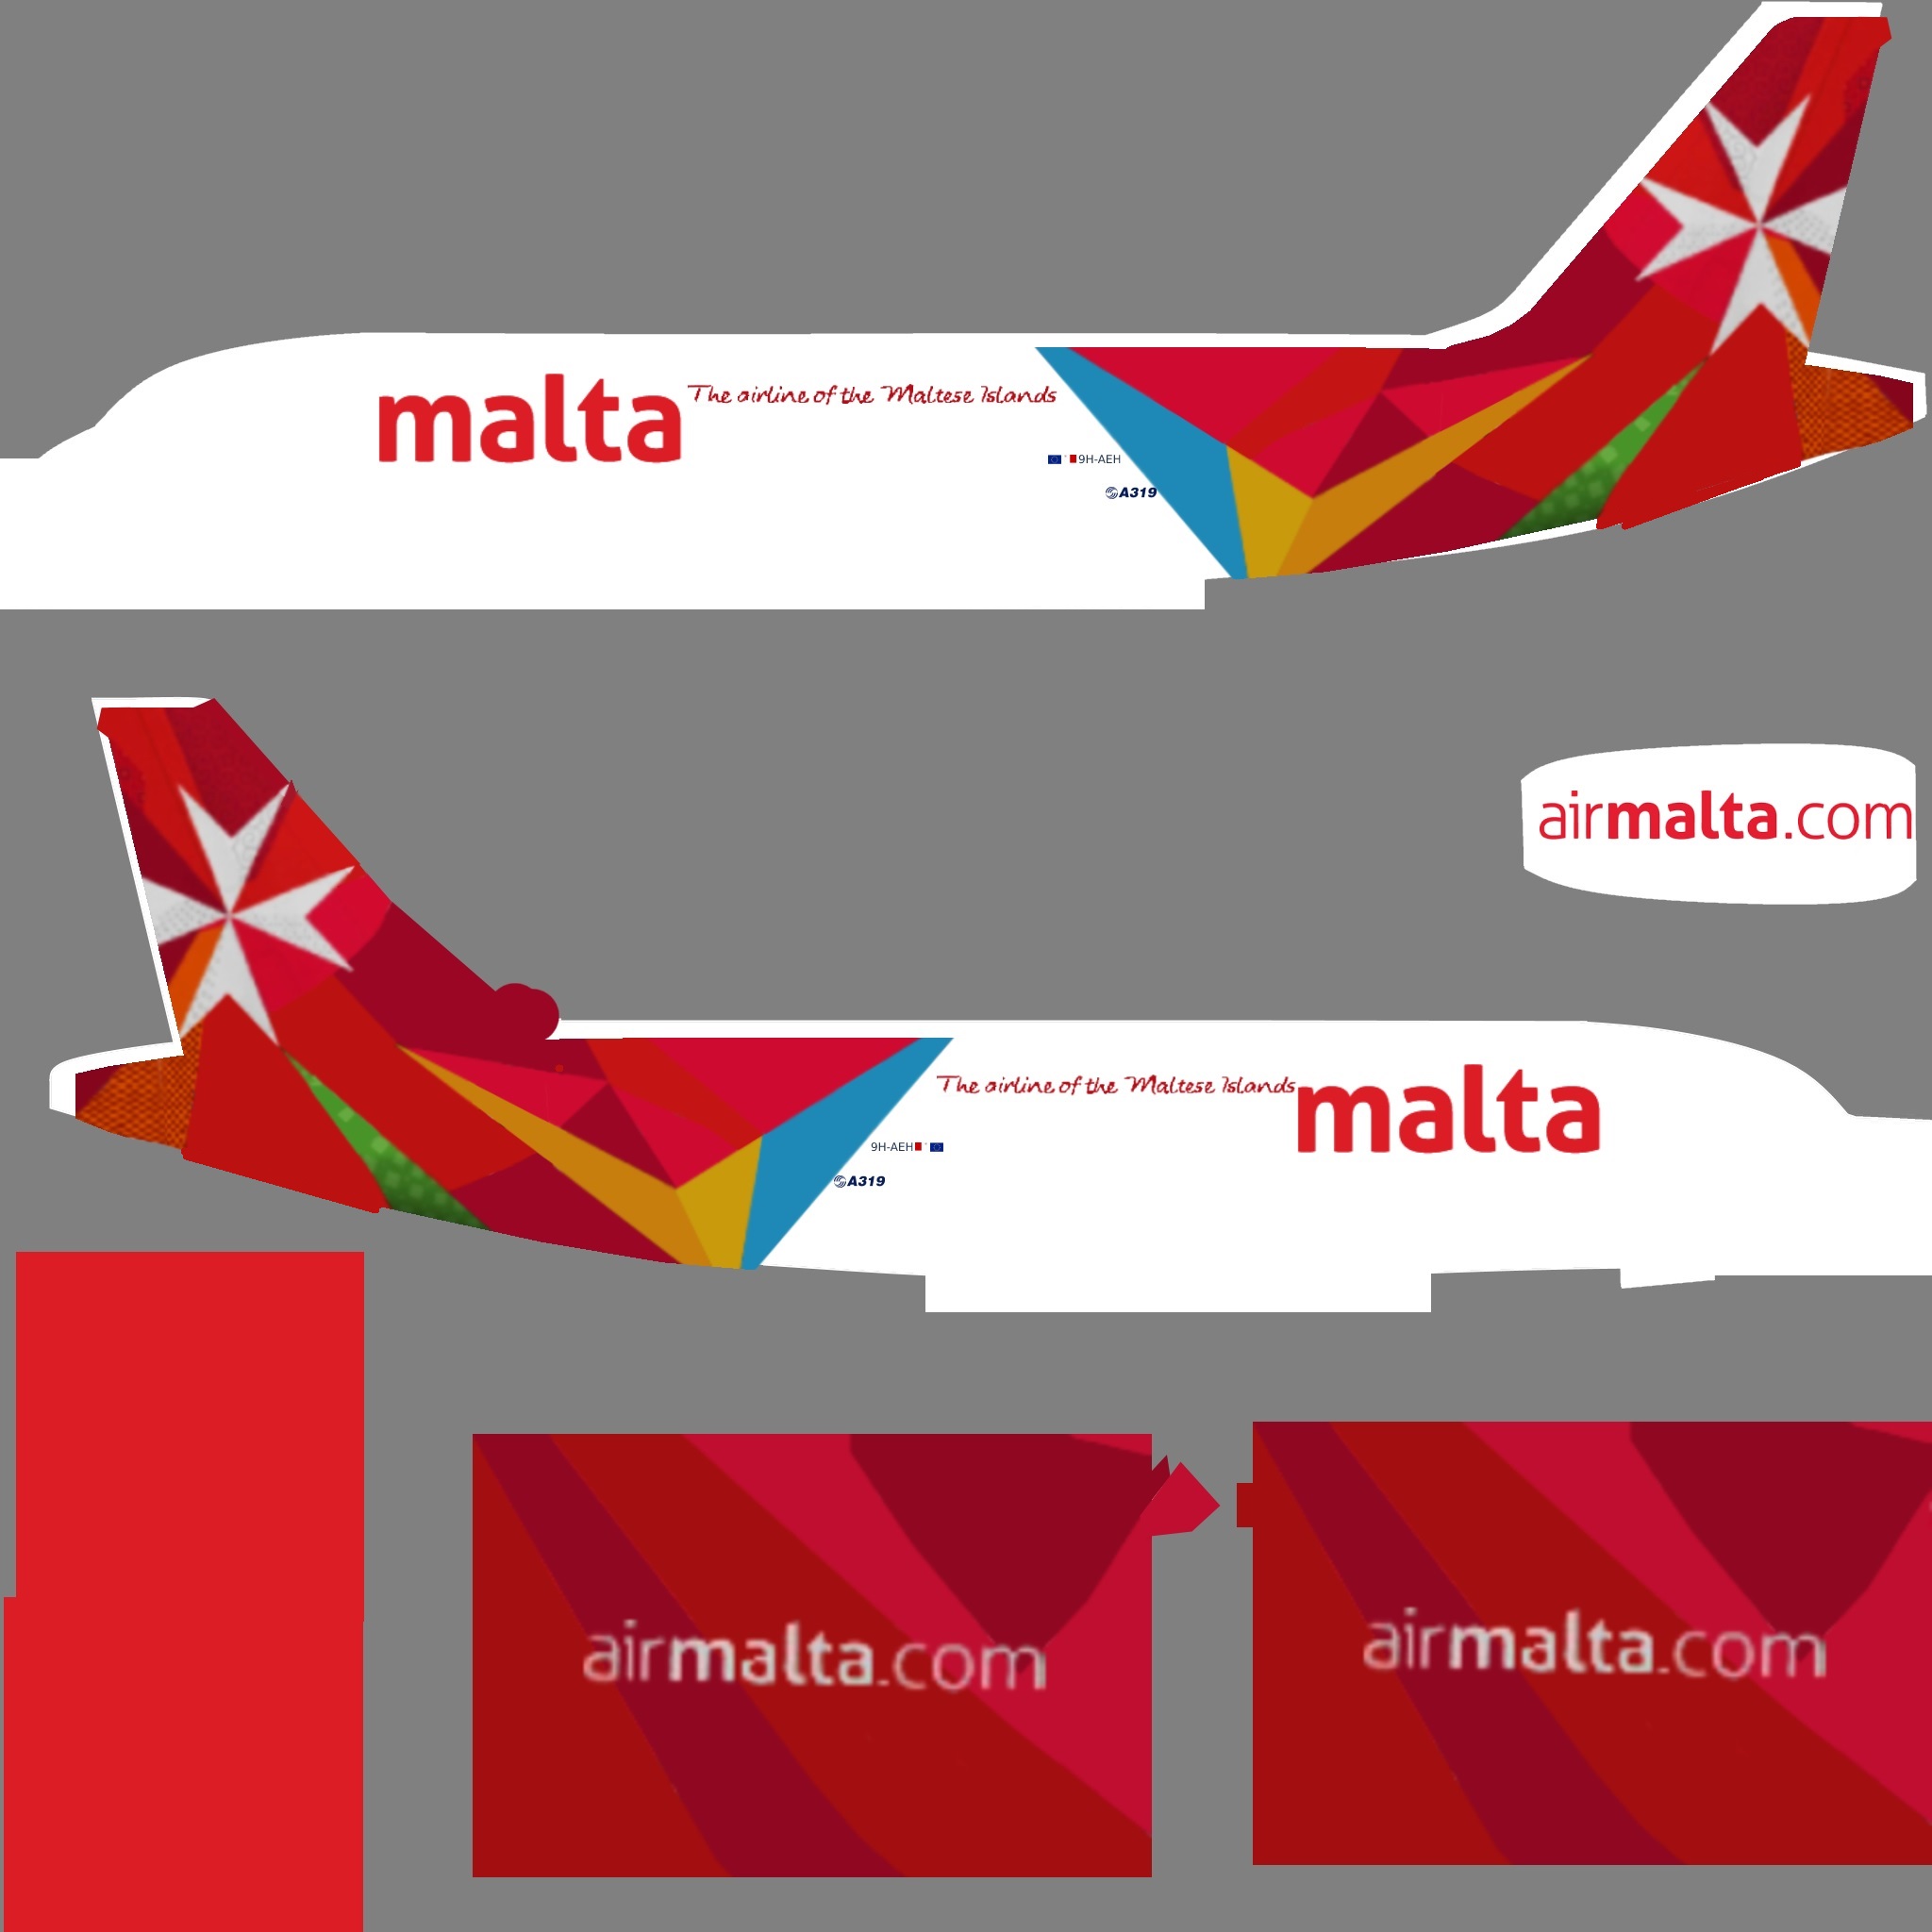 malta The airline of the Maltese Islands
9H-AEH
A319
airmalta.com
The airline of the Maltese Islands malta
9H-AEH
A319
airmalta.com
airmalta.com